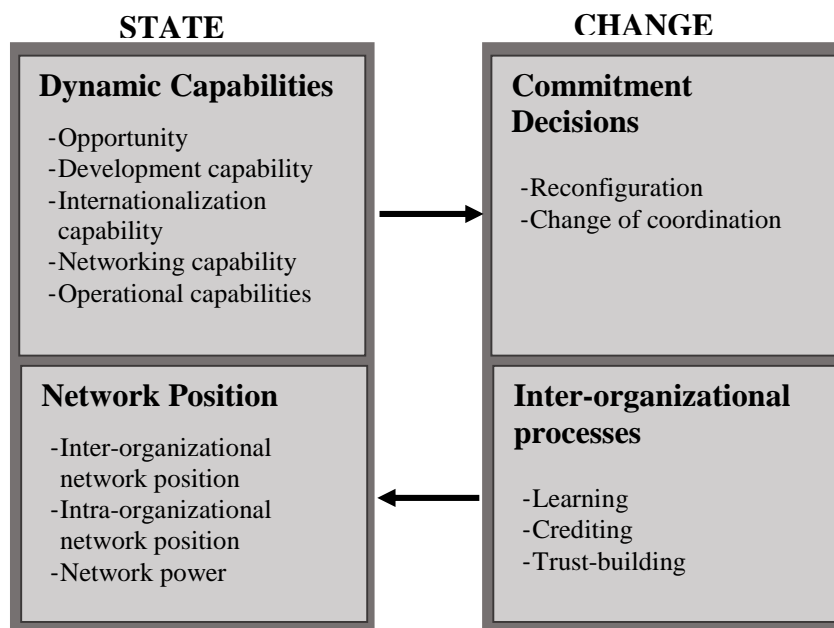 STATE
CHANGE
Dynamic Capabilities
-Opportunity
-Development capability
-Internationalization
capability
-Networking capability
-Operational capabilities
Commitment
Decisions
-Reconfiguration
-Change of coordination
Network Position
-Inter-organizational
network position
-Intra-organizational
network position
-Network power
Inter-organizational
processes
-Learning
-Crediting
-Trust-building